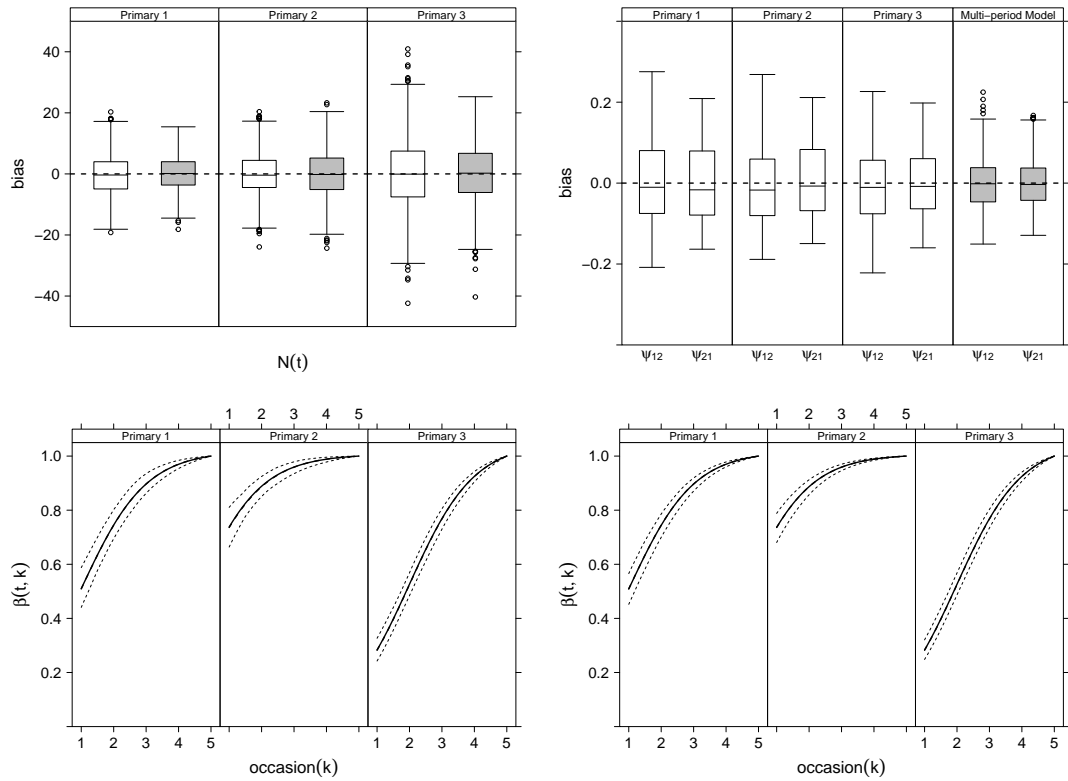 Primary 1 Primary 2 Primary 3
40
20
0
−20
−40
bias
N(t)
Primary 1 Primary 2 Primary 3 Multi−period Model
0.2
0.0
−0.2
bias
ψ12 ψ21 ψ12 ψ21 ψ12 ψ21 ψ12 ψ21
1 2 3 4 5
Primary 1 Primary 2 Primary 3
1.0
0.8
0.6
0.4
0.2
β(t, k)
1 2 3 4 5 1 2 3 4 5
occasion(k)
1 2 3 4 5
Primary 1 Primary 2 Primary 3
1.0
0.8
0.6
0.4
0.2
β(t, k)
1 2 3 4 5 1 2 3 4 5
occasion(k)